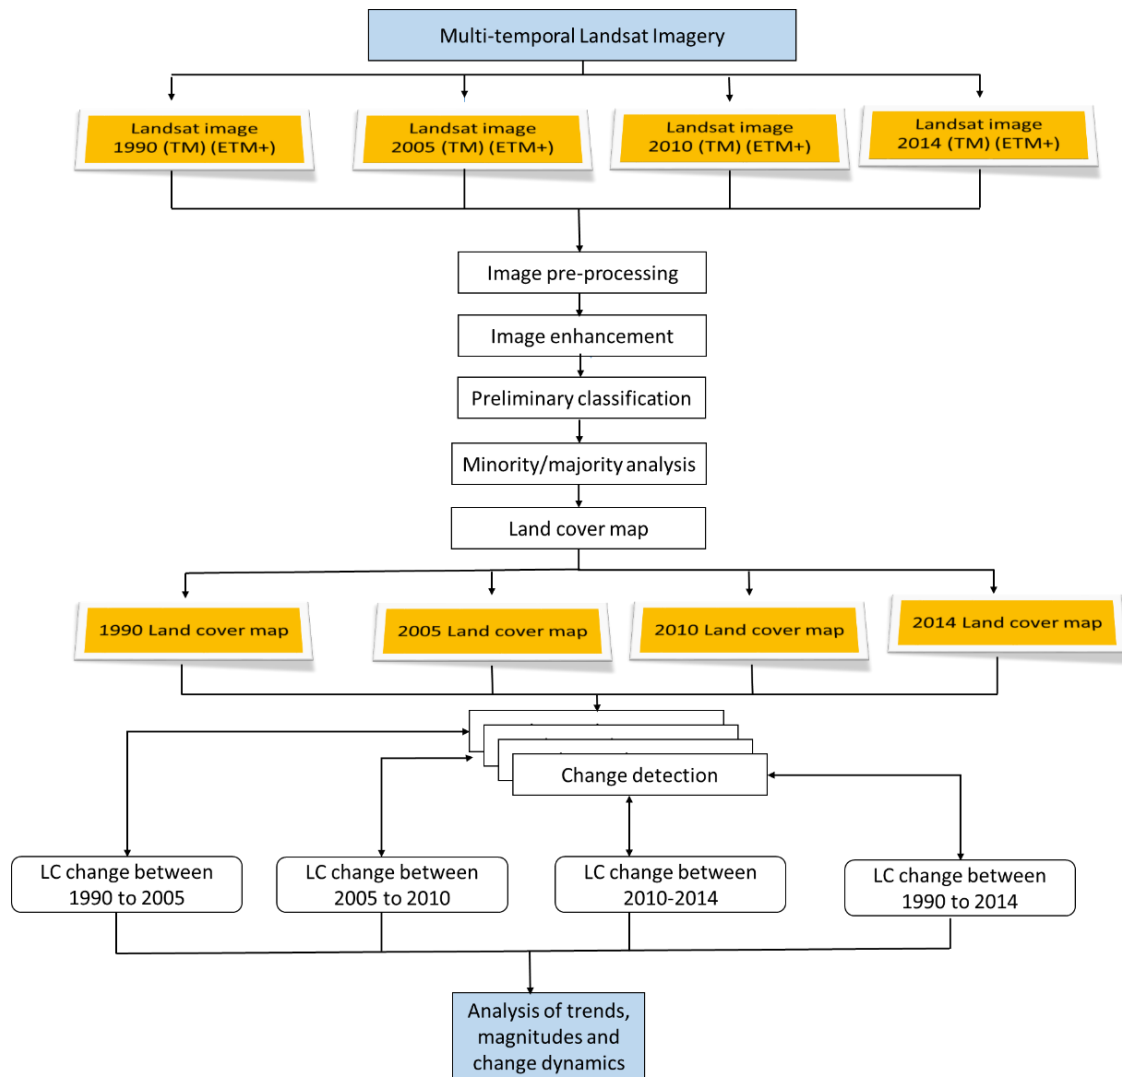 Multi-temporal Landsat Imagery
Landsat image
1990 (TM) (ETM+)
Landsat image
2005 (TM) (ETM+)
Landsat image
2010 (TM) (ETM+)
Landsat image
2014 (TM) (ETM+)
Image pre-processing
Image enhancement
Preliminary classification
Minority/majority analysis
Land cover map
1990 Land cover map
2005 Land cover map
2010 Land cover map
2014 Land cover map
Change detection
LC change between
1990 to 2005
LC change between
2005 to 2010
LC change between
2010-2014
LC change between
1990 to 2014
Analysis of trends,
magnitudes and
change dynamics